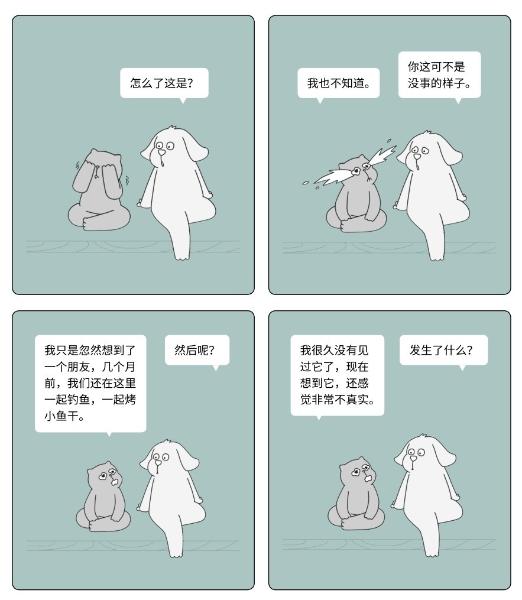 怎么了这是?
我也不知道。
你这可不是
没事的样子。
我只是忽然想到了
一个朋友，几个月
前，我们还在这里
一起钓鱼，一起烤
小鱼干。
然后呢?
我很久没有见
过它了，现在
想到它，还感
觉非常不真实。
发生了什么?